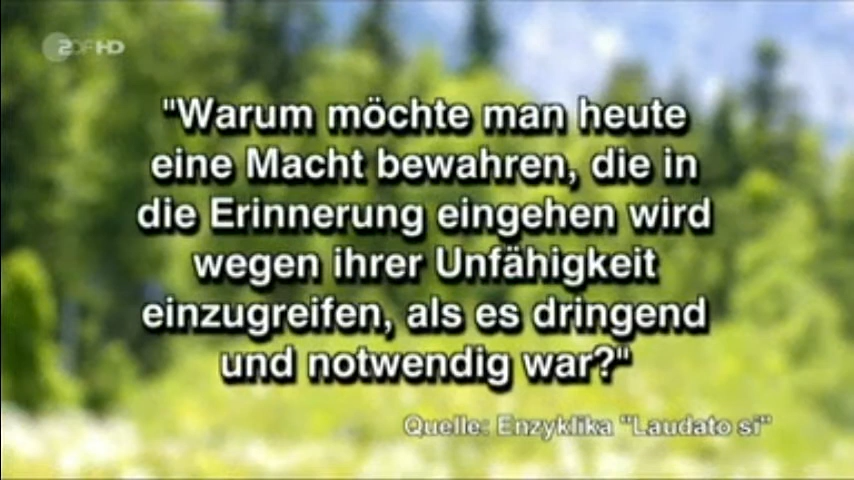 ZDF HD
"Warum möchte man heute
eine Macht bewahren, die in
die Erinnerung eingehen wird
wegen ihrer Unfähigkeit
einzugreifen, als es dringend
und notwendig war?"
Quelle: Enzyklika "Laudato si"